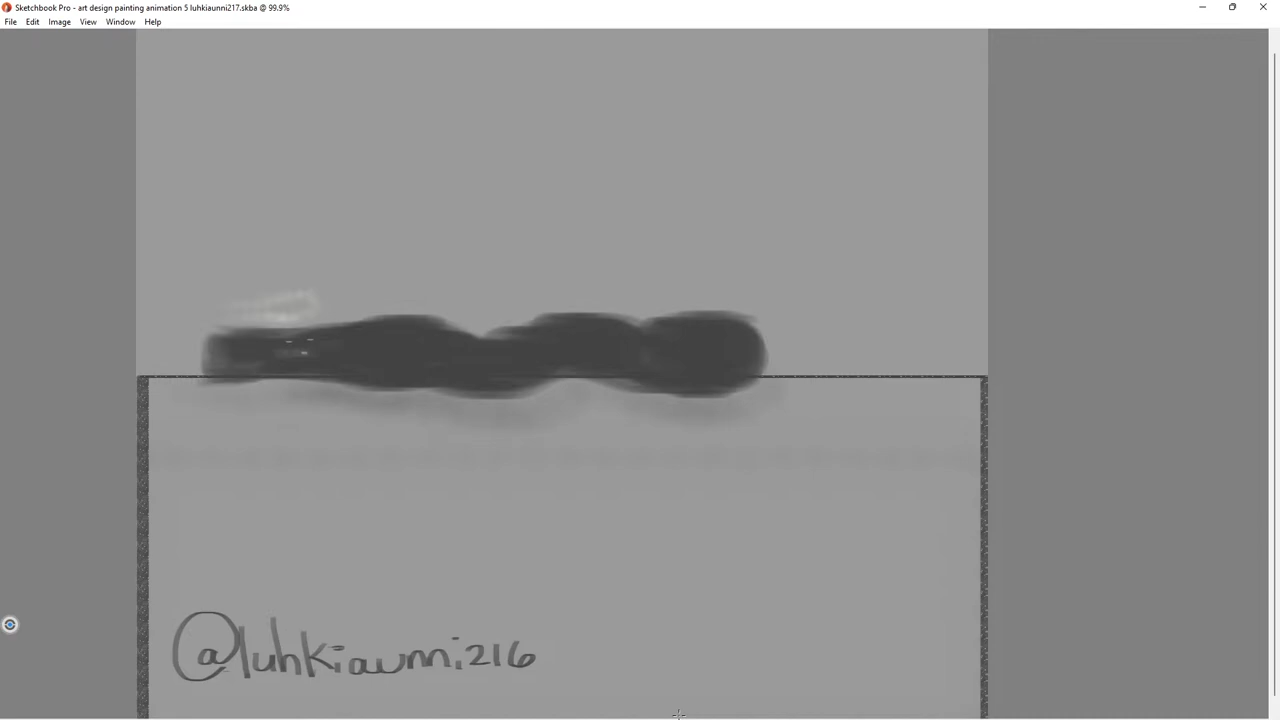 Sketchbook Pro - art design painting animation 5 luhkiaunni217.skba @ 99.9%
File Edit Image View Window Help
@luhkiaunni216